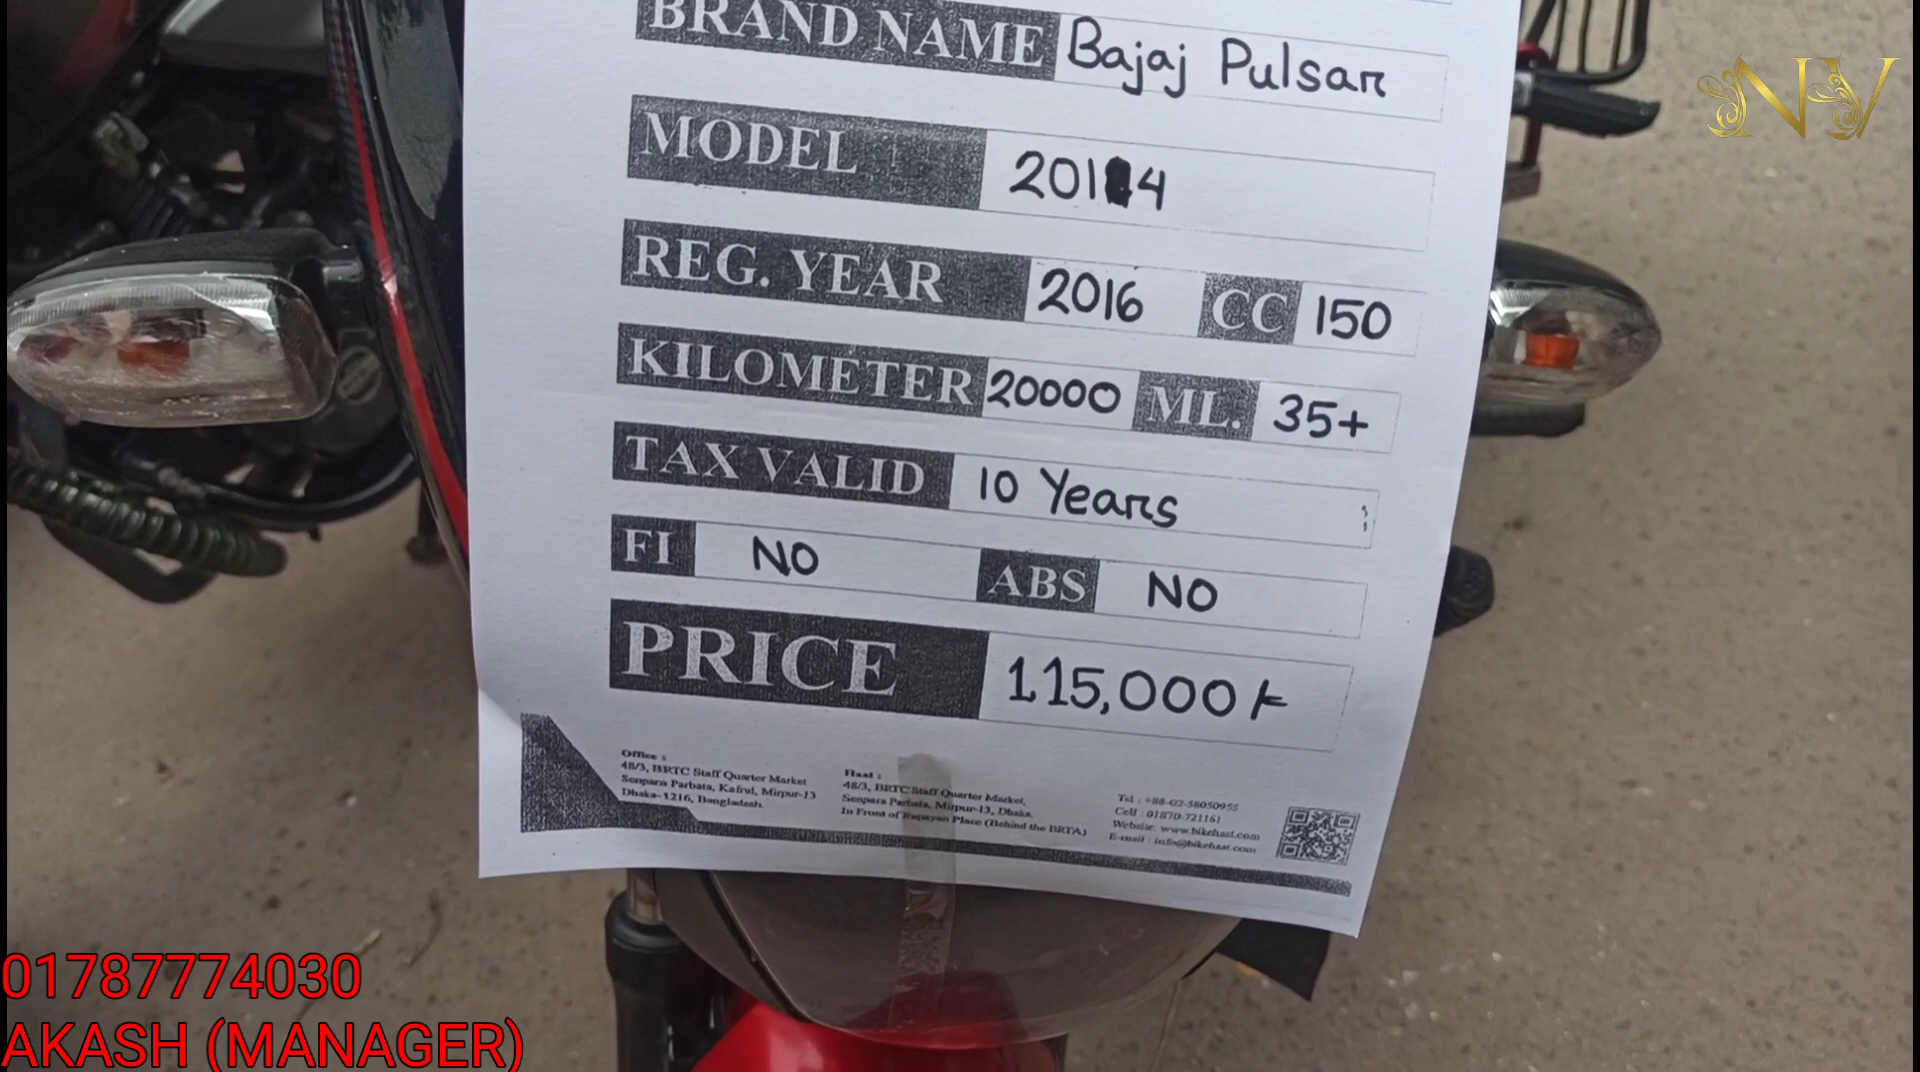 NV
BRAND NAME Bajaj Pulsar
MODEL 2014
REG. YEAR 2016 CC 150
KILOMETER 20000 ML. 35+
TAX VALID 10 Years
FI NO ABS NO
PRICE 115,000/-
Office :
48/3, BRTC Staff Quarter Market
Senpara Parbata, Kafrul, Mirpur-13
Dhaka-1216, Bangladesh
Haat :
48/3, BRTC Staff Quarter Market,
Senpara Parbata, Mirpur-13, Dhaka.
In Front of Rupayan Place (Behind the BRTA)
Tel : +88-02-58050955
Cell : 01870-721161
Website: www.bikehaat.com
E-mail : info@bikehaat.com
01787774030
AKASH (MANAGER)